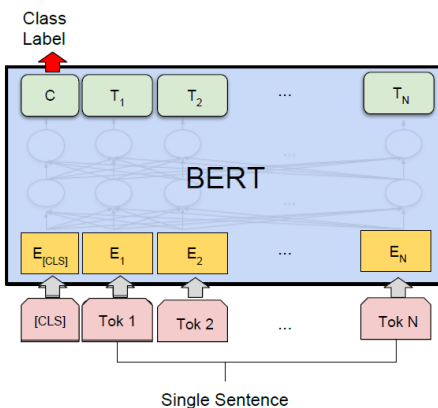 Class
Label
C T1 T2 ... TN
...
BERT
...
E[CLS] E1 E2 ... EN
[CLS] Tok 1 Tok 2 ... Tok N
Single Sentence